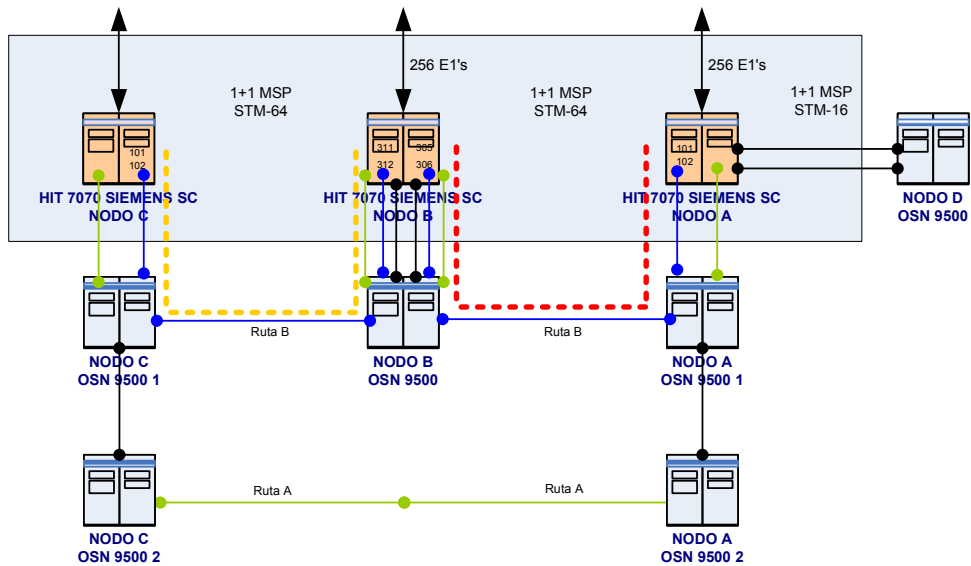 256 E1's
256 E1's
1+1 MSP
STM-64
1+1 MSP
STM-64
1+1 MSP
STM-16
101
102
311
312
305
306
101
102
HIT 7070 SIEMENS SC
NODO C
HIT 7070 SIEMENS SC
NODO B
HIT 7070 SIEMENS SC
NODO A
NODO D
OSN 9500
Ruta B
Ruta B
NODO C
OSN 9500 1
NODO B
OSN 9500
NODO A
OSN 9500 1
Ruta A
Ruta A
NODO C
OSN 9500 2
NODO A
OSN 9500 2